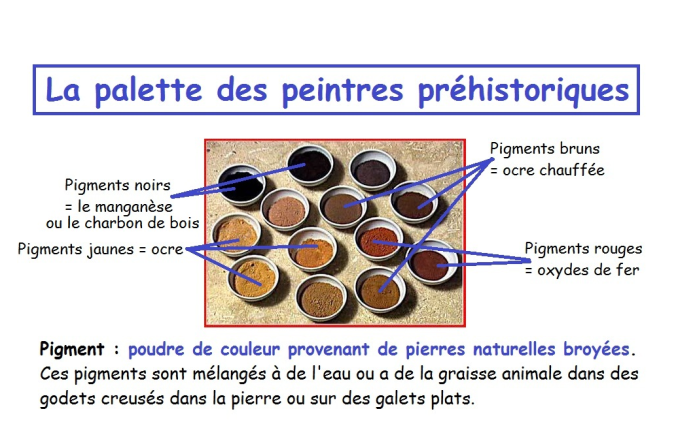 La palette des peintres préhistoriques
Pigments bruns
= ocre chauffée
Pigments noirs
= le manganèse
ou le charbon de bois
Pigments jaunes = ocre
Pigments rouges
= oxydes de fer
Pigment : poudre de couleur provenant de pierres naturelles broyées.
Ces pigments sont mélangés à de l'eau ou a de la graisse animale dans des
godets creusés dans la pierre ou sur des galets plats.